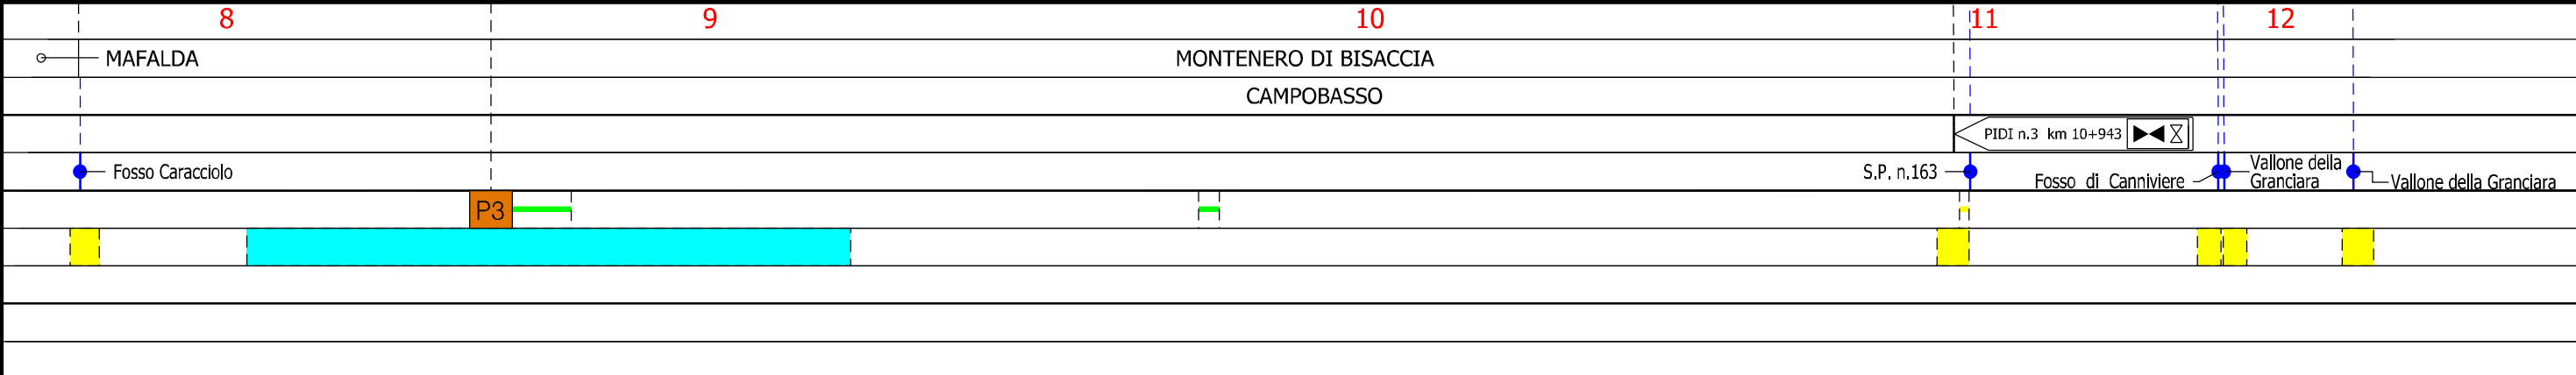 8 9 10 11 12
MAFALDA MONTENERO DI BISACCIA
CAMPOBASSO
PIDI n.3 km 10+943
Fosso Caracciolo S.P. n.163 Fosso di Canniviere Vallone della
Granciara Vallone della Granciara
P3